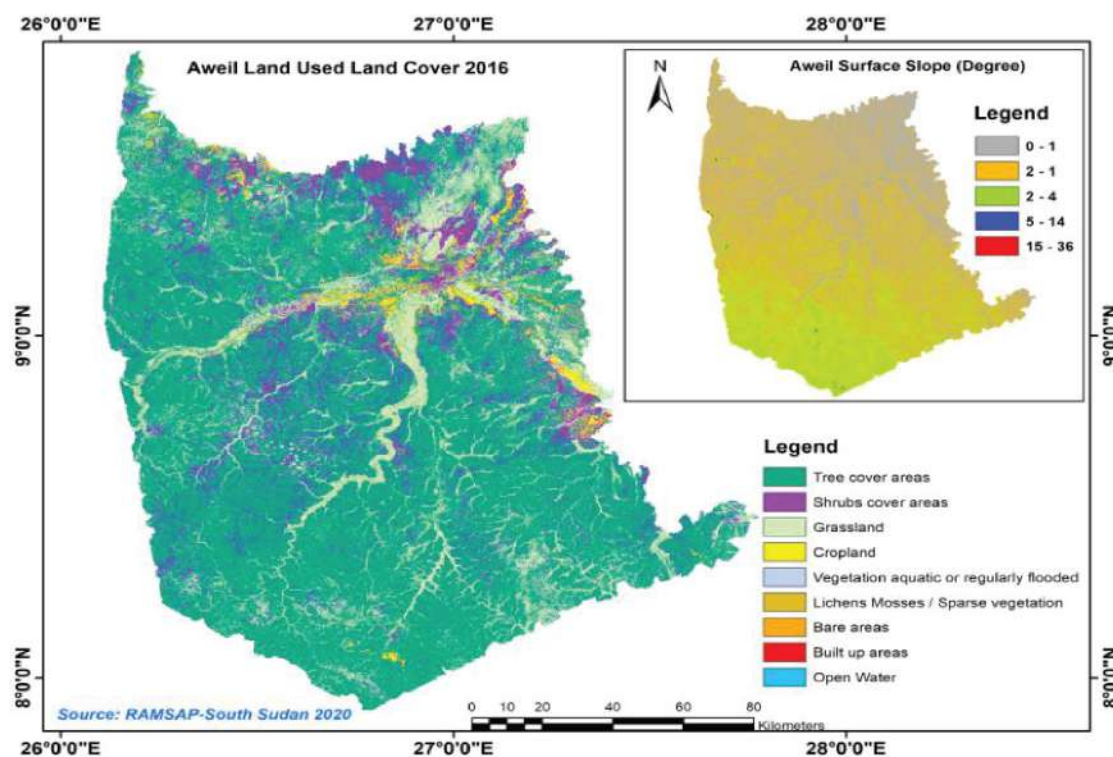 26°0'0"E 27°0'0"E 28°0'0"E
Aweil Land Used Land Cover 2016
N
Aweil Surface Slope (Degree)
Legend
0 - 1
2 - 1
2 - 4
5 - 14
15 - 36
9°0'0"N
9°0'0"N
Legend
Tree cover areas
Shrubs cover areas
Grassland
Cropland
Vegetation aquatic or regularly flooded
Lichens Mosses / Sparse vegetation
Bare areas
Built up areas
Open Water
8°0'0"N
8°0'0"N
Source: RAMSAP-South Sudan 2020
0 5 10 20 40 60 80
Kilometers
26°0'0"E 27°0'0"E 28°0'0"E